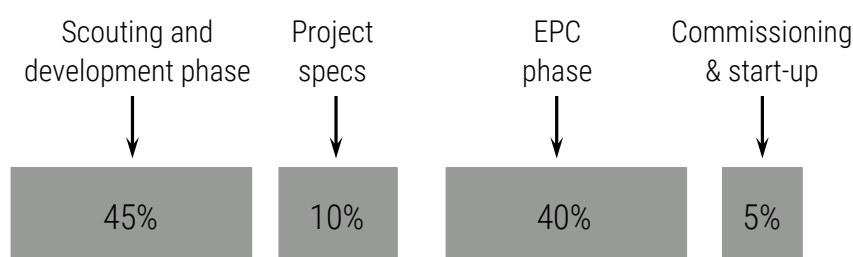 Scouting and
development phase
Project
specs
EPC
phase
Commissioning
& start-up
45%
10%
40%
5%